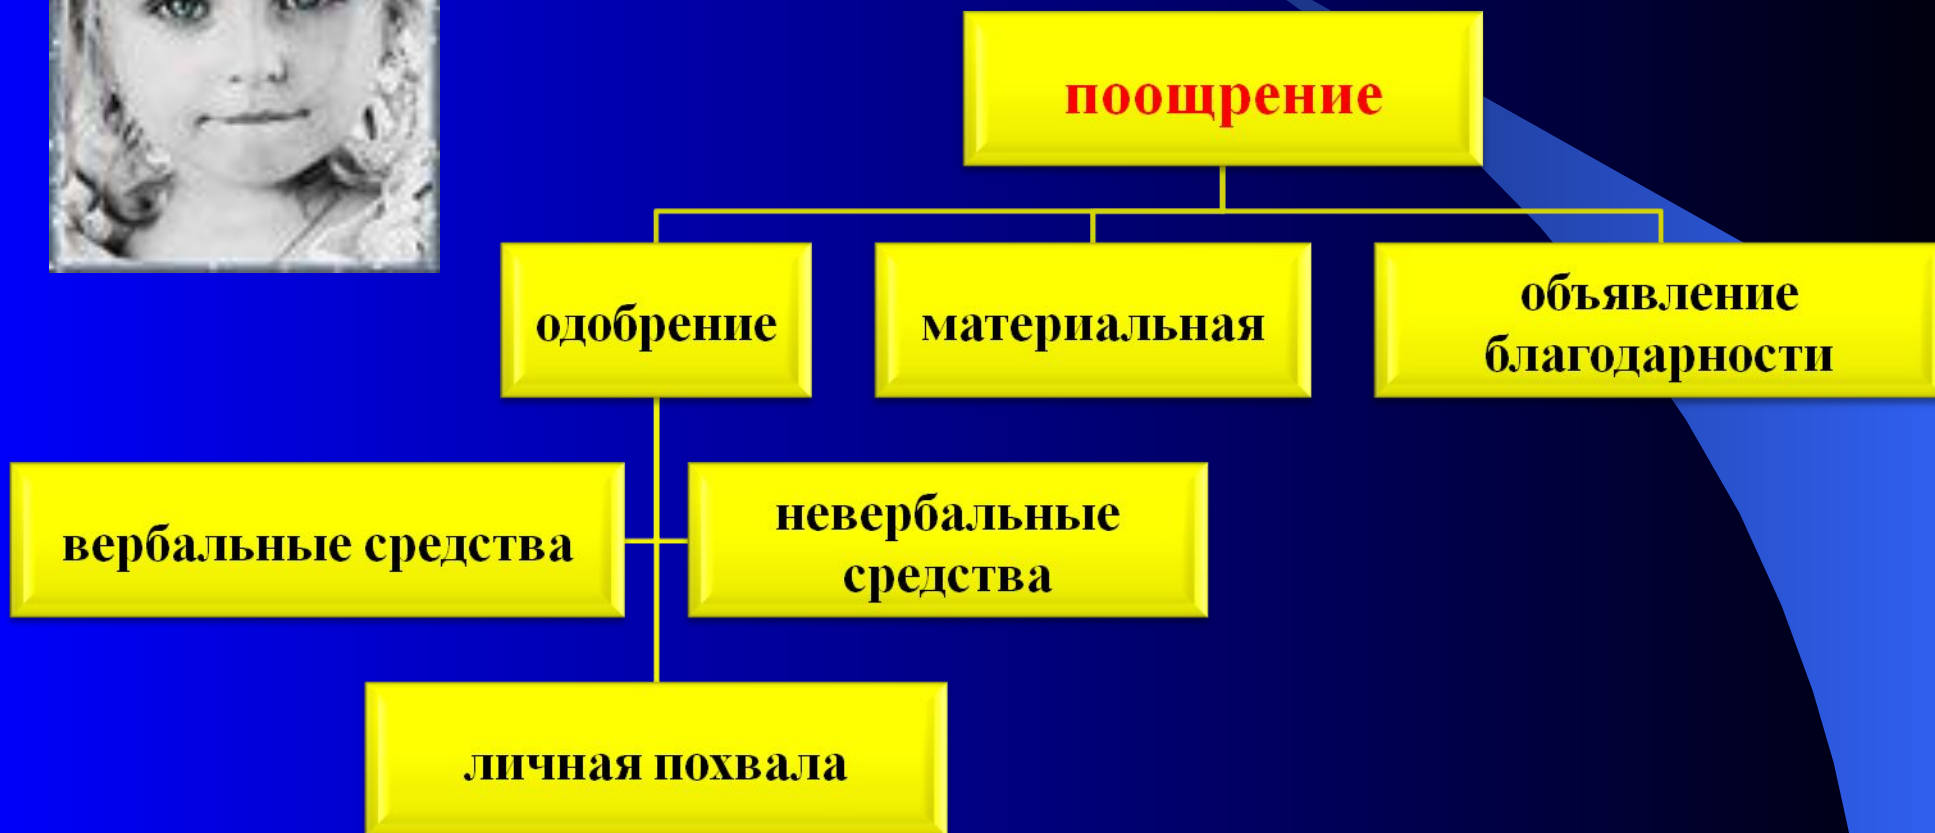 поощрение
одобрение
материальная
объявление
благодарности
вербальные средства
невербальные
средства
личная похвала